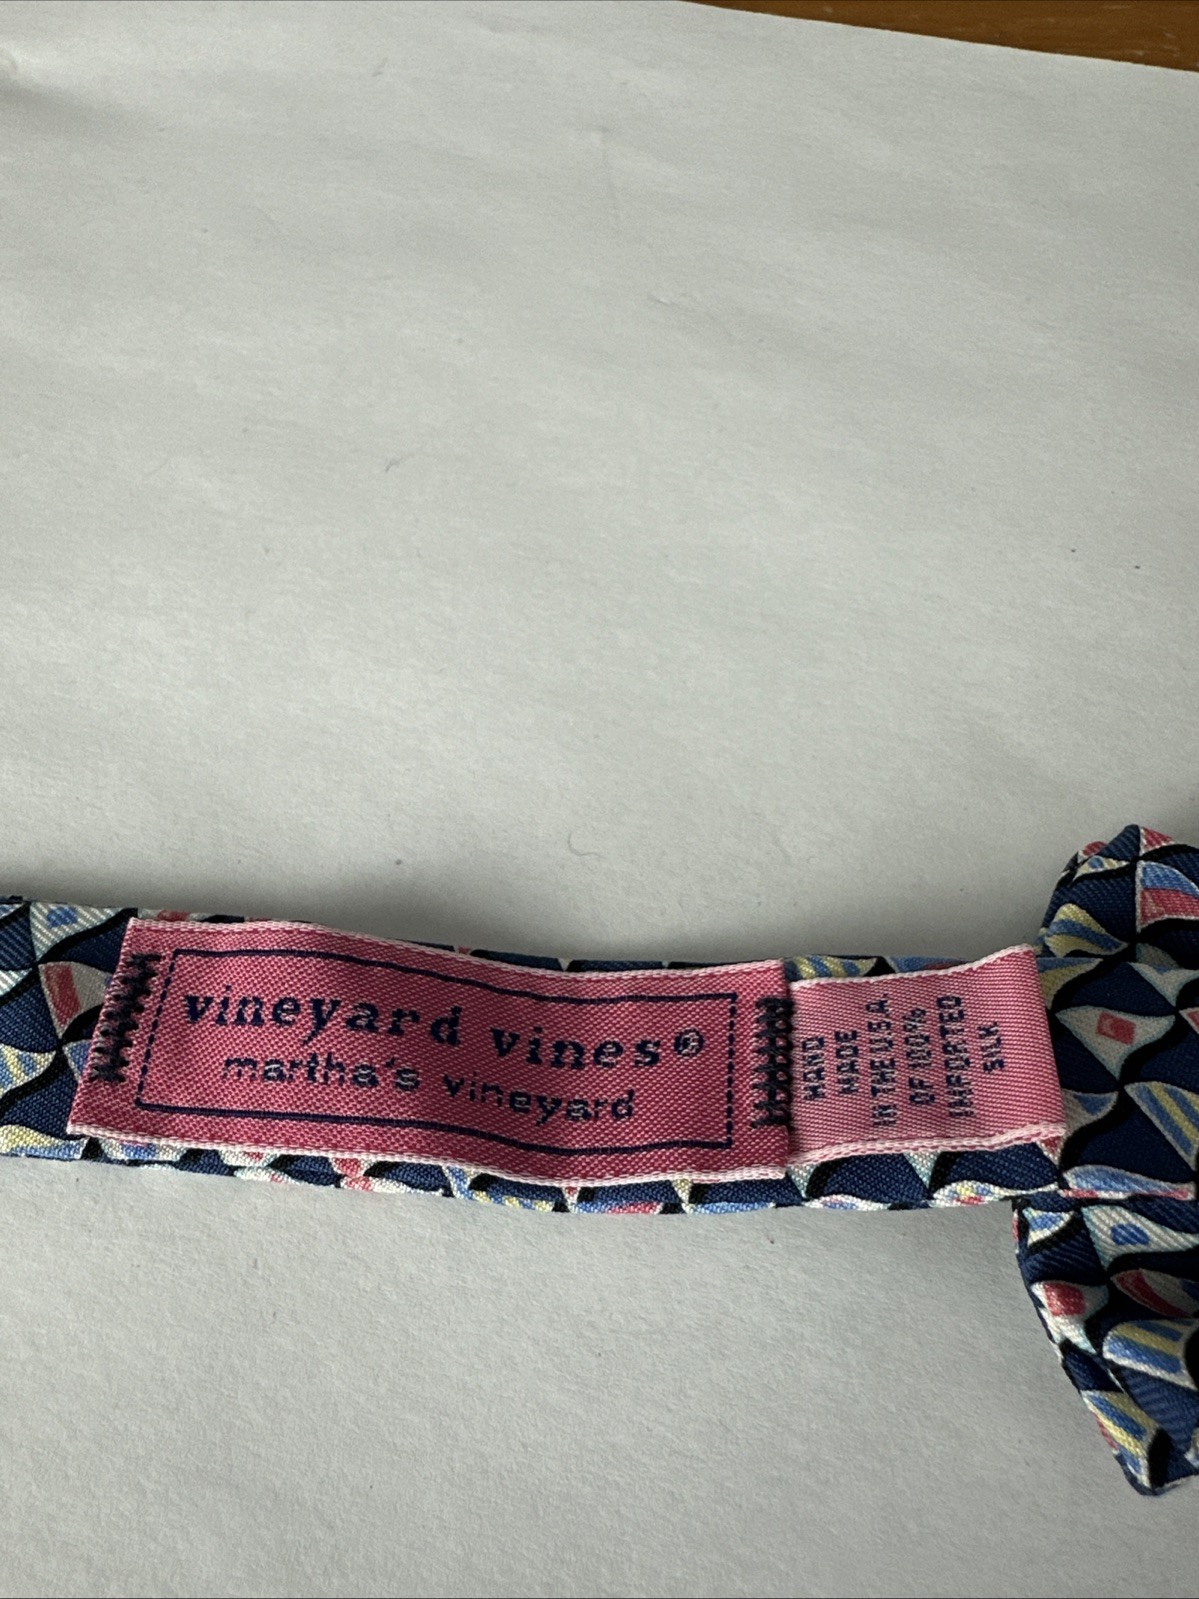 vineyard vines®
martha's vineyard
HAND
MADE
IN THE U.S.A.
OF 100%
IMPORTED
SILK